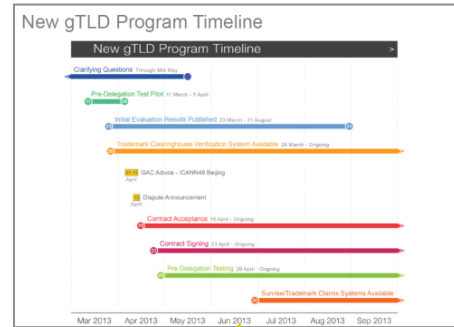 New gTLD Program Timeline
New gTLD Program Timeline >
Clarifying Questions Through Mid May
Pre-Delegation Test Pilot 11 March - 5 April
Initial Evaluation Results Published 23 March - 31 August
Trademark Clearinghouse Verification System Available 26 March - Ongoing
GAC Advice - ICANN46 Beijing
April
Dispute Announcement
April
Contract Acceptance 15 April - Ongoing
Contract Signing 23 April - Ongoing
Pre-Delegation Testing 29 April - Ongoing
Sunrise/Trademark Claims Systems Available
Mar 2013 Apr 2013 May 2013 Jun 2013 Jul 2013 Aug 2013 Sep 2013